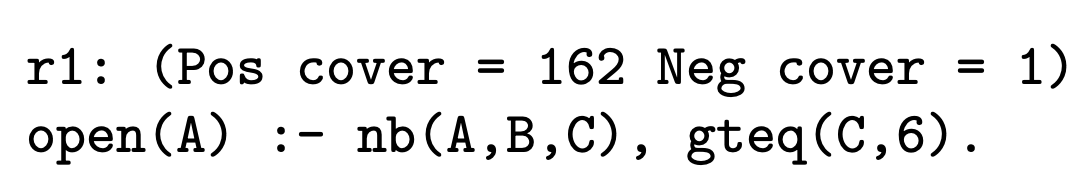 r1: (Pos cover = 162 Neg cover = 1)
open(A) :- nb(A,B,C), gteq(C,6).